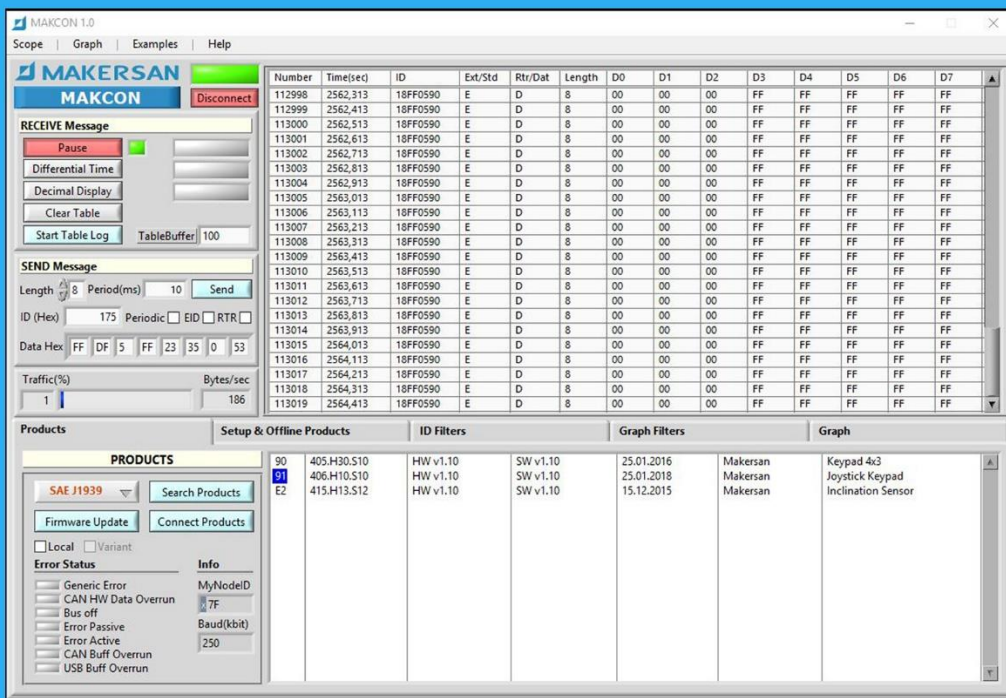 MAKCON 1.0
Scope | Graph | Examples | Help
MAKERSAN
MAKCON
Disconnect
RECEIVE Message
Pause
Differential Time
Decimal Display
Clear Table
Start Table Log TableBuffer 100
SEND Message
Length 8 Period(ms) 10 Send
ID (Hex) 175 Periodic EID RTR
Data Hex FF DF 5 FF 23 35 0 53
Traffic(%) Bytes/sec
1 186
Number Time(sec) ID Ext/Std Rtr/Dat Length D0 D1 D2 D3 D4 D5 D6 D7
112998 2562,313 18FF0590 E D 8 00 00 00 FF FF FF FF FF
112999 2562,413 18FF0590 E D 8 00 00 00 FF FF FF FF FF
113000 2562,513 18FF0590 E D 8 00 00 00 FF FF FF FF FF
113001 2562,613 18FF0590 E D 8 00 00 00 FF FF FF FF FF
113002 2562,713 18FF0590 E D 8 00 00 00 FF FF FF FF FF
113003 2562,813 18FF0590 E D 8 00 00 00 FF FF FF FF FF
113004 2562,913 18FF0590 E D 8 00 00 00 FF FF FF FF FF
113005 2563,013 18FF0590 E D 8 00 00 00 FF FF FF FF FF
113006 2563,113 18FF0590 E D 8 00 00 00 FF FF FF FF FF
113007 2563,213 18FF0590 E D 8 00 00 00 FF FF FF FF FF
113008 2563,313 18FF0590 E D 8 00 00 00 FF FF FF FF FF
113009 2563,413 18FF0590 E D 8 00 00 00 FF FF FF FF FF
113010 2563,513 18FF0590 E D 8 00 00 00 FF FF FF FF FF
113011 2563,613 18FF0590 E D 8 00 00 00 FF FF FF FF FF
113012 2563,713 18FF0590 E D 8 00 00 00 FF FF FF FF FF
113013 2563,813 18FF0590 E D 8 00 00 00 FF FF FF FF FF
113014 2563,913 18FF0590 E D 8 00 00 00 FF FF FF FF FF
113015 2564,013 18FF0590 E D 8 00 00 00 FF FF FF FF FF
113016 2564,113 18FF0590 E D 8 00 00 00 FF FF FF FF FF
113017 2564,213 18FF0590 E D 8 00 00 00 FF FF FF FF FF
113018 2564,313 18FF0590 E D 8 00 00 00 FF FF FF FF FF
113019 2564,413 18FF0590 E D 8 00 00 00 FF FF FF FF FF
Products Setup & Offline Products ID Filters Graph Filters Graph
PRODUCTS
SAE J1939 Search Products
Firmware Update Connect Products
Local Variant
Error Status Info
Generic Error MyNodeID
CAN HW Data Overrun x 7F
Bus off
Error Passive Baud(kbit)
Error Active 250
CAN Buff Overrun
USB Buff Overrun
90 405.H30.S10 HW v1.10 SW v1.10 25.01.2016 Makersan Keypad 4x3
91 406.H10.S10 HW v1.10 SW v1.10 25.01.2018 Makersan Joystick Keypad
E2 415.H13.S12 HW v1.10 SW v1.10 15.12.2015 Makersan Inclination Sensor